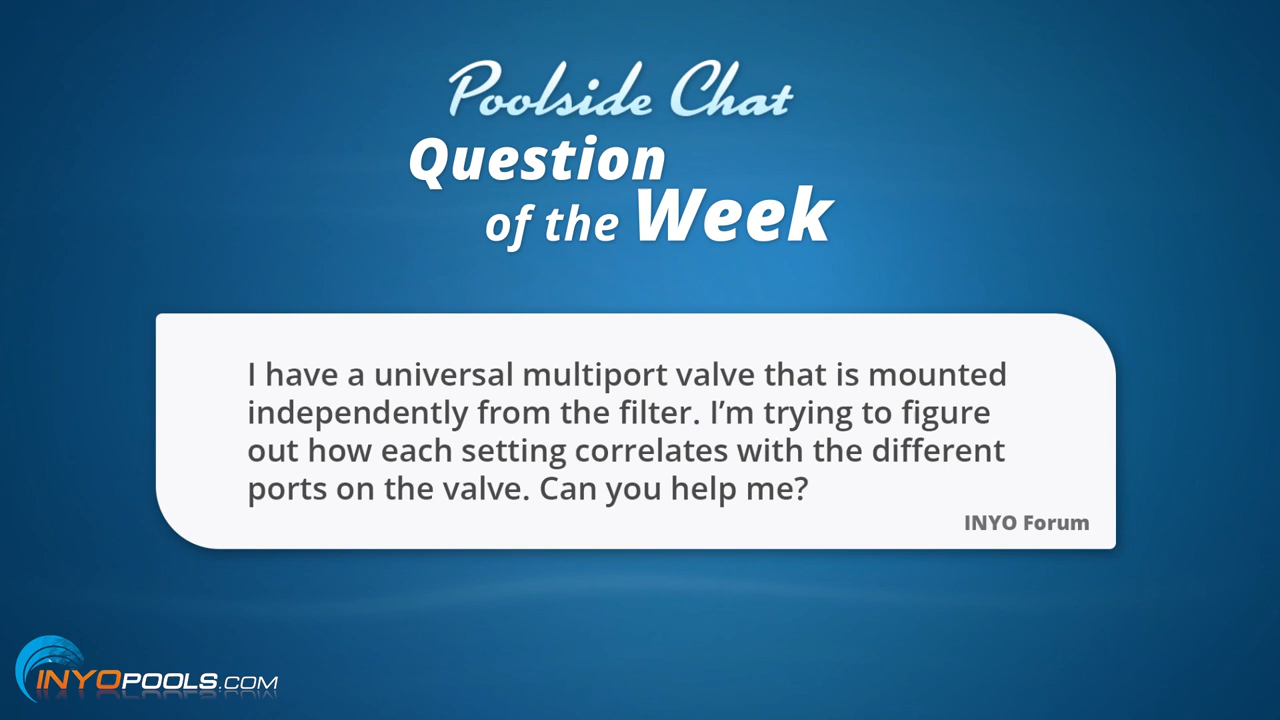 Poolside Chat
Question
of the Week
I have a universal multiport valve that is mounted
independently from the filter. I’m trying to figure
out how each setting correlates with the different
ports on the valve. Can you help me?
INYO Forum
INYOPOOLS.COM